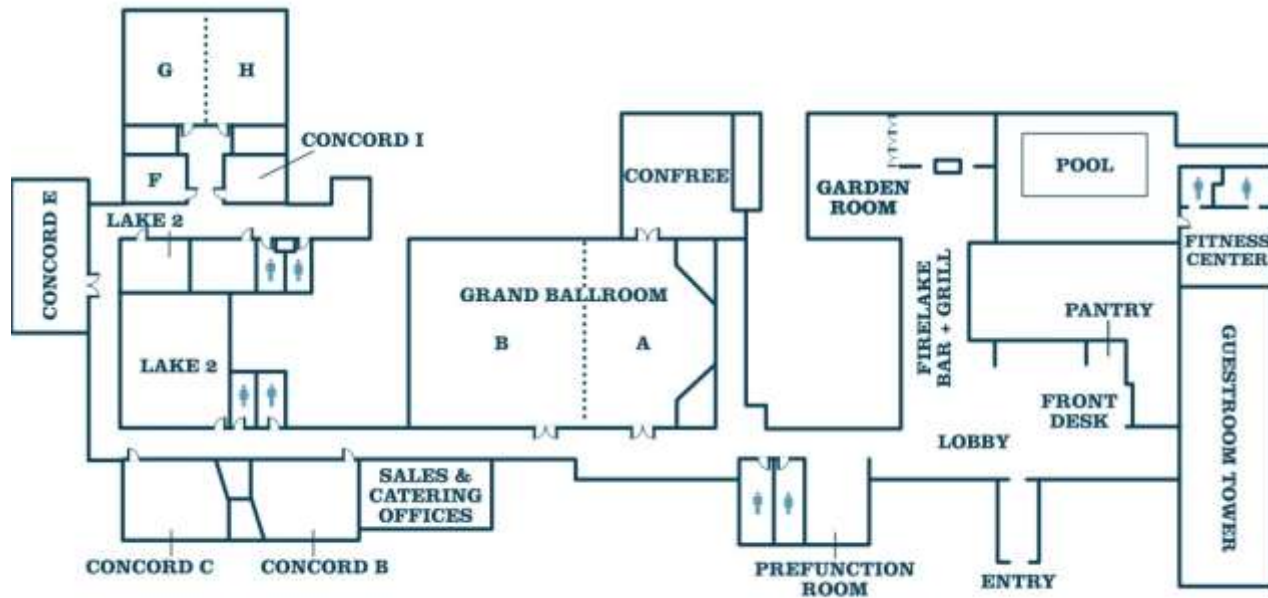 G
H
CONCORD I
F
CONCORD E
LAKE 2
CONFREE
GARDEN
ROOM
POOL
FITNESS
CENTER
GRAND BALLROOM
B
A
FIRELAKE
BAR + GRILL
PANTRY
GUESTROOM TOWER
LAKE 2
FRONT
DESK
LOBBY
SALES &
CATERING
OFFICES
CONCORD C
CONCORD B
PREFUNCTION
ROOM
ENTRY